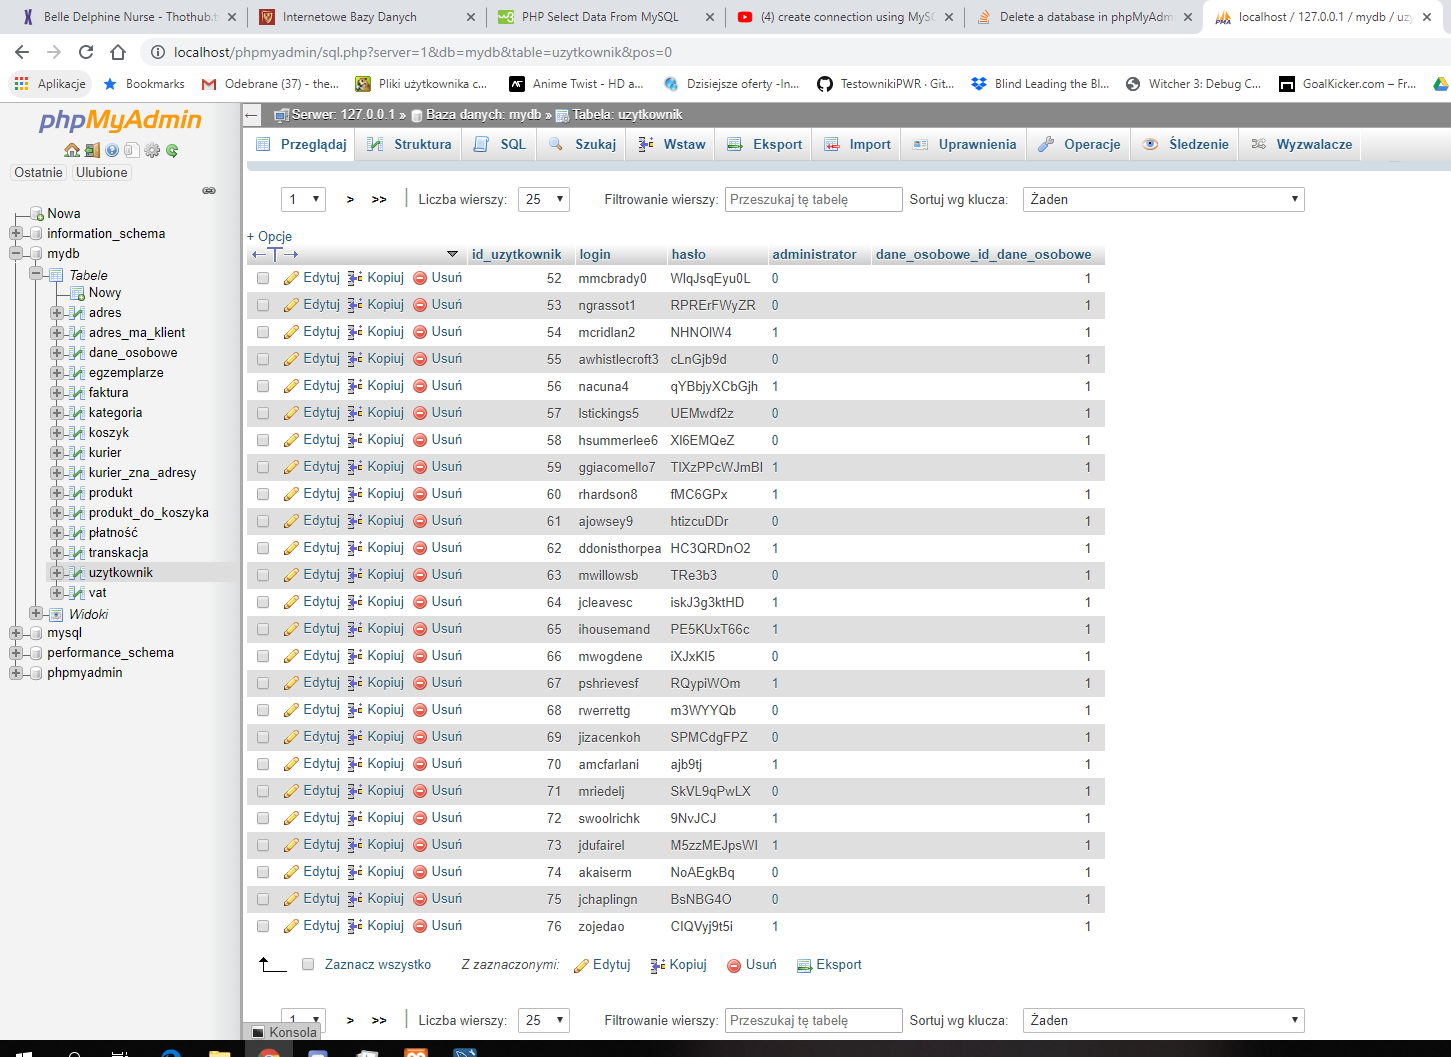 Belle Delphine Nurse - Thothub.t
Internetowe Bazy Danych
PHP Select Data From MySQL
(4) create connection using MySC
Delete a database in phpMyAdm
localhost / 127.0.0.1 / mydb / uzy
localhost/phpmyadmin/sql.php?server=1&db=mydb&table=uzytkownik&pos=0
Aplikacje
Bookmarks
Odebrane (37) - the...
Pliki użytkownika c...
Anime Twist - HD a...
Dzisiejsze oferty -In...
TestownikiPWR · Git...
Blind Leading the Bl...
Witcher 3: Debug C...
GoalKicker.com – Fr...
phpMyAdmin
Ostatnie
Ulubione
Nowa
information_schema
mydb
Tabele
Nowy
adres
adres_ma_klient
dane_osobowe
egzemplarze
faktura
kategoria
koszyk
kurier
kurier_zna_adresy
produkt
produkt_do_koszyka
płatność
transkacja
uzytkownik
vat
Widoki
mysql
performance_schema
phpmyadmin
Serwer: 127.0.0.1 » Baza danych: mydb » Tabela: uzytkownik
Przeglądaj Struktura SQL Szukaj Wstaw Eksport Import Uprawnienia Operacje Śledzenie Wyzwalacze
1 > >> Liczba wierszy: 25 Filtrowanie wierszy: Przeszukaj tę tabelę Sortuj wg klucza: Żaden
+ Opcje
id_uzytkownik login hasło administrator dane_osobowe_id_dane_osobowe
Edytuj Kopiuj Usuń 52 mmcbrady0 WlqJsqEyu0L 0 1
Edytuj Kopiuj Usuń 53 ngrassot1 RPRErFWyZR 0 1
Edytuj Kopiuj Usuń 54 mcridlan2 NHNOlW4 1 1
Edytuj Kopiuj Usuń 55 awhistlecroft3 cLnGjb9d 0 1
Edytuj Kopiuj Usuń 56 nacuna4 qYBbjyXCbGjh 1 1
Edytuj Kopiuj Usuń 57 lstickings5 UEMwdf2z 0 1
Edytuj Kopiuj Usuń 58 hsummerlee6 Xl6EMQeZ 0 1
Edytuj Kopiuj Usuń 59 ggiacomello7 TlXzPPcWJmBl 1 1
Edytuj Kopiuj Usuń 60 rhardson8 fMC6GPx 1 1
Edytuj Kopiuj Usuń 61 ajowsey9 htizcuDDr 0 1
Edytuj Kopiuj Usuń 62 ddonisthorpea HC3QRDnO2 1 1
Edytuj Kopiuj Usuń 63 mwillowsb TRe3b3 0 1
Edytuj Kopiuj Usuń 64 jcleavesc iskJ3g3ktHD 1 1
Edytuj Kopiuj Usuń 65 ihousemand PE5KUxT66c 1 1
Edytuj Kopiuj Usuń 66 mwogdene iXJxKI5 0 1
Edytuj Kopiuj Usuń 67 pshrievesf RQypiWOm 1 1
Edytuj Kopiuj Usuń 68 rwerrettg m3WYYQb 0 1
Edytuj Kopiuj Usuń 69 jizacenkoh SPMCdgFPZ 0 1
Edytuj Kopiuj Usuń 70 amcfarlani ajb9tj 1 1
Edytuj Kopiuj Usuń 71 mriedelj SkVL9qPwLX 0 1
Edytuj Kopiuj Usuń 72 swoolrichk 9NvJCJ 1 1
Edytuj Kopiuj Usuń 73 jdufairel M5zzMEJpsWl 1 1
Edytuj Kopiuj Usuń 74 akaiserm NoAEgkBq 0 1
Edytuj Kopiuj Usuń 75 jchaplingn BsNBG4O 0 1
Edytuj Kopiuj Usuń 76 zojedao CIQVyj9t5i 1 1
Zaznacz wszystko Z zaznaczonymi: Edytuj Kopiuj Usuń Eksport
1 > >> Liczba wierszy: 25 Filtrowanie wierszy: Przeszukaj tę tabelę Sortuj wg klucza: Żaden
Konsola